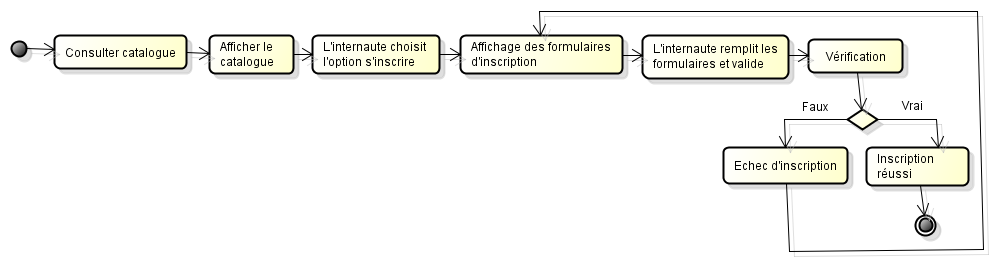 Consulter catalogue
Afficher le
catalogue
L'internaute choisit
l'option s'inscrire
Affichage des formulaires
d'inscription
L'internaute remplit les
formulaires et valide
Vérification
Faux
Vrai
Echec d'inscription
Inscription
réussi